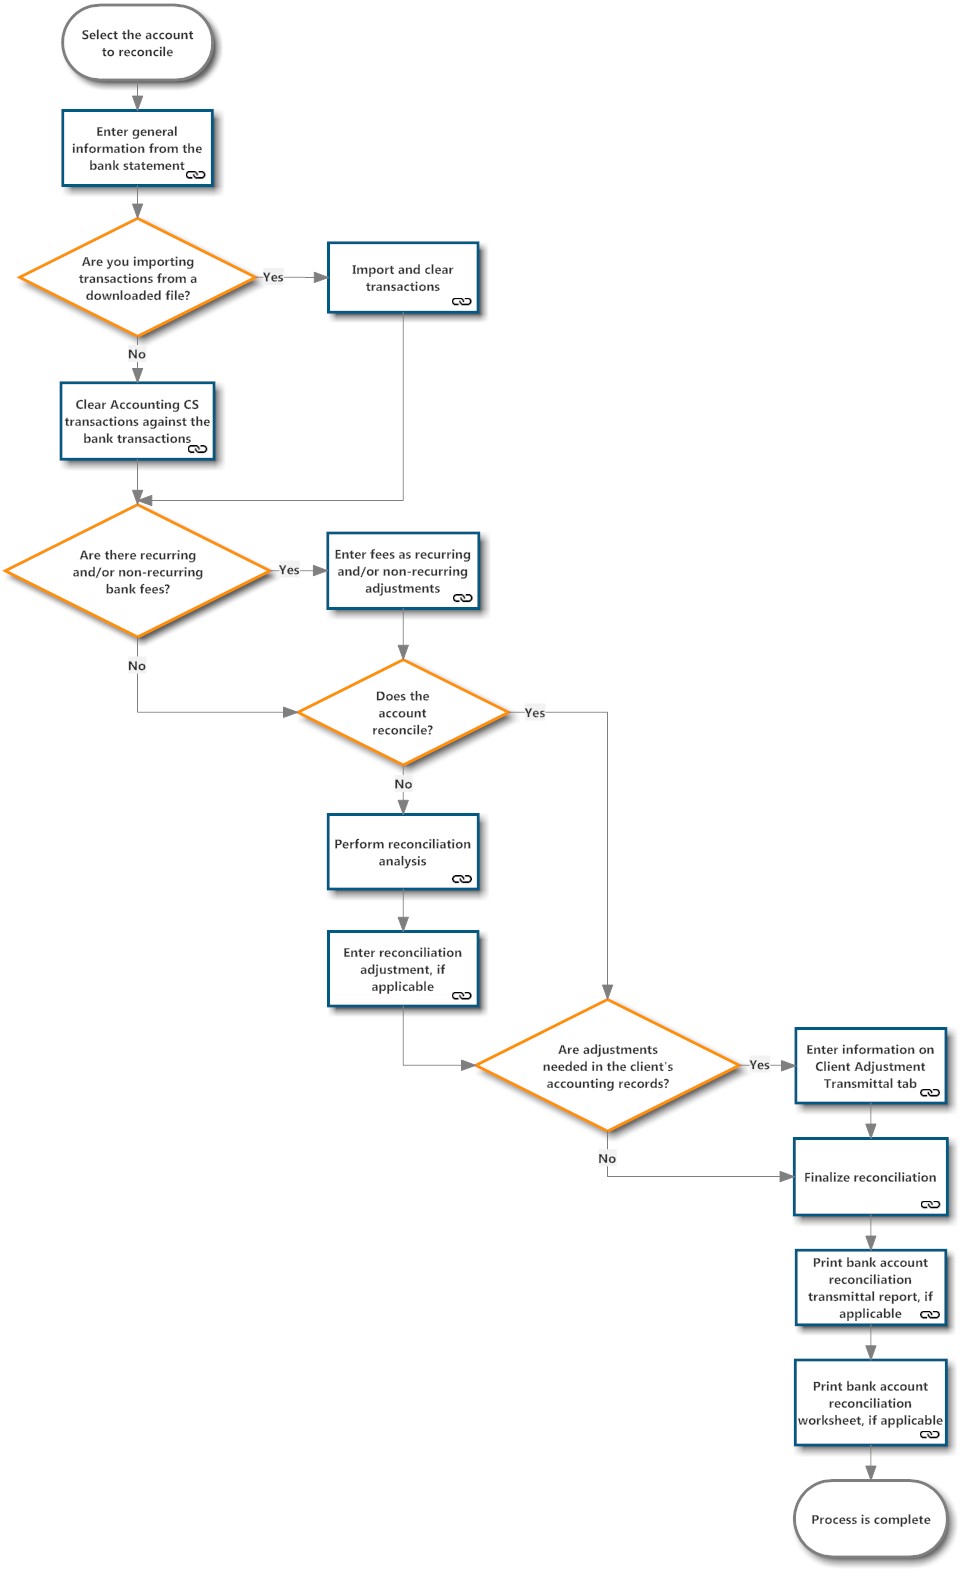 Select the account
to reconcile
Enter general
information from the
bank statement
Are you importing
transactions from a
downloaded file?
Yes
Import and clear
transactions
No
Clear Accounting CS
transactions against the
bank transactions
Are there recurring
and/or non-recurring
bank fees?
Yes
Enter fees as recurring
and/or non-recurring
adjustments
No
Does the
account
reconcile?
Yes
No
Perform reconciliation
analysis
Enter reconciliation
adjustment, if
applicable
Are adjustments
needed in the client's
accounting records?
Yes
Enter information on
Client Adjustment
Transmittal tab
No
Finalize reconciliation
Print bank account
reconciliation
transmittal report, if
applicable
Print bank account
reconciliation
worksheet, if applicable
Process is complete